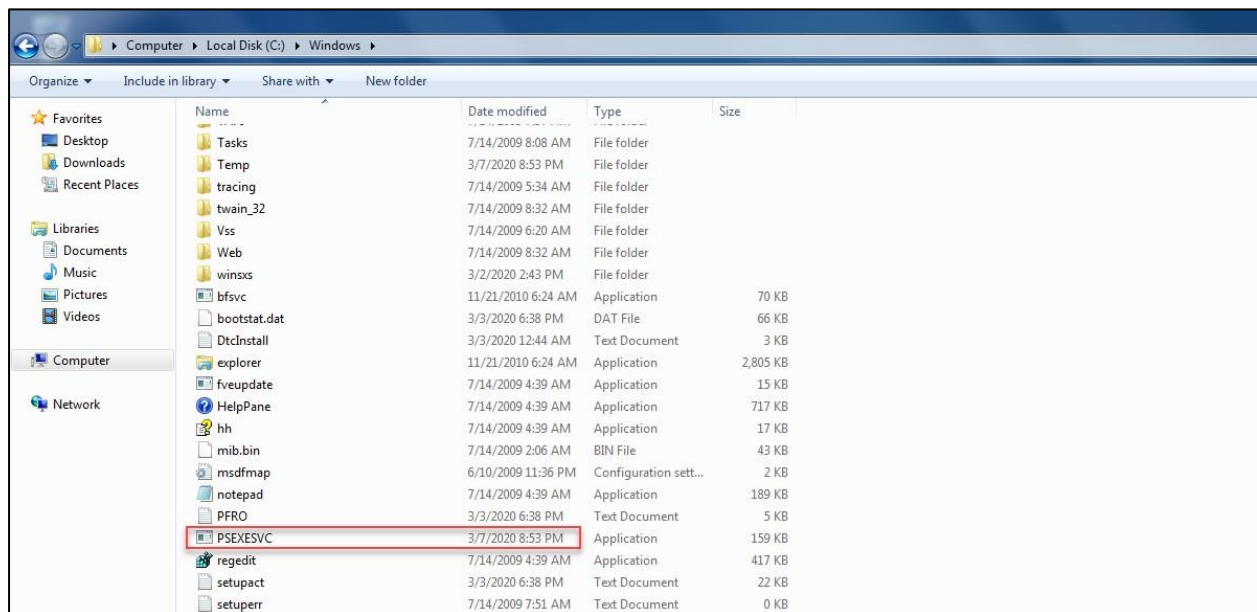 Computer Local Disk (C:) Windows
Organize Include in library Share with New folder
Favorites
Desktop
Downloads
Recent Places
Libraries
Documents
Music
Pictures
Videos
Computer
Network
Name Date modified Type Size
Tasks 7/14/2009 8:08 AM File folder
Temp 3/7/2020 8:53 PM File folder
tracing 7/14/2009 5:34 AM File folder
twain_32 7/14/2009 8:32 AM File folder
Vss 7/14/2009 6:20 AM File folder
Web 7/14/2009 8:32 AM File folder
winsxs 3/2/2020 2:43 PM File folder
bfsvc 11/21/2010 6:24 AM Application 70 KB
bootstat.dat 3/3/2020 6:38 PM DAT File 66 KB
DtcInstall 3/3/2020 12:44 AM Text Document 3 KB
explorer 11/21/2010 6:24 AM Application 2,805 KB
fveupdate 7/14/2009 4:39 AM Application 15 KB
HelpPane 7/14/2009 4:39 AM Application 717 KB
hh 7/14/2009 4:39 AM Application 17 KB
mib.bin 7/14/2009 2:06 AM BIN File 43 KB
msdfmap 6/10/2009 11:36 PM Configuration sett... 2 KB
notepad 7/14/2009 4:39 AM Application 189 KB
PFRO 3/3/2020 6:38 PM Text Document 5 KB
PSEXESVC 3/7/2020 8:53 PM Application 159 KB
regedit 7/14/2009 4:39 AM Application 417 KB
setupact 3/3/2020 6:38 PM Text Document 22 KB
setuperr 7/14/2009 7:51 AM Text Document 0 KB